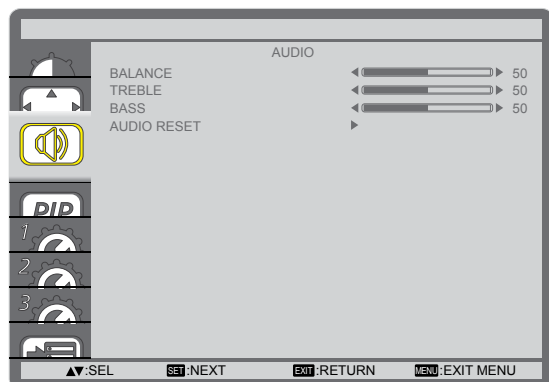 AUDIO
BALANCE 50
TREBLE 50
BASS 50
AUDIO RESET
PIP
1
2
3
▲▼:SEL SET:NEXT EXIT:RETURN MENU:EXIT MENU